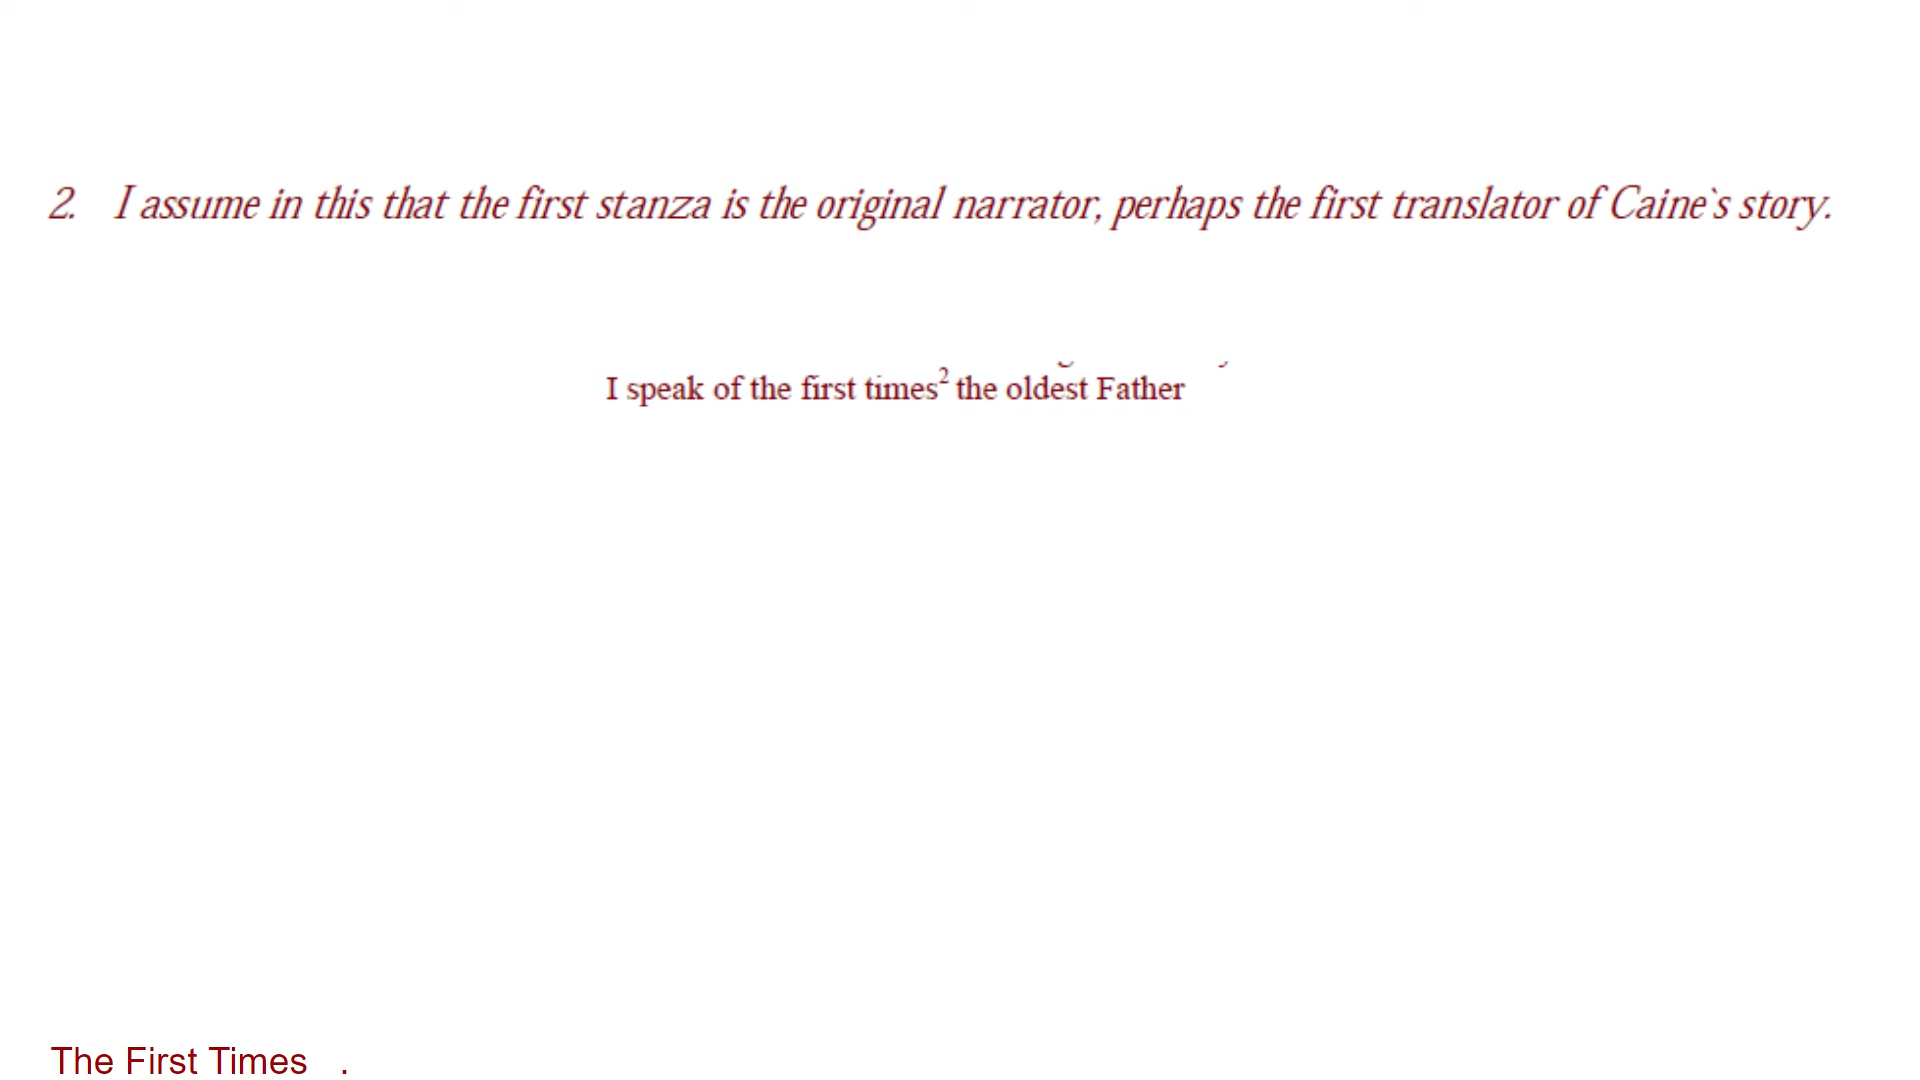 2. I assume in this that the first stanza is the original narrator, perhaps the first translator of Caine`s story.
I speak of the first times² the oldest Father
The First Times .